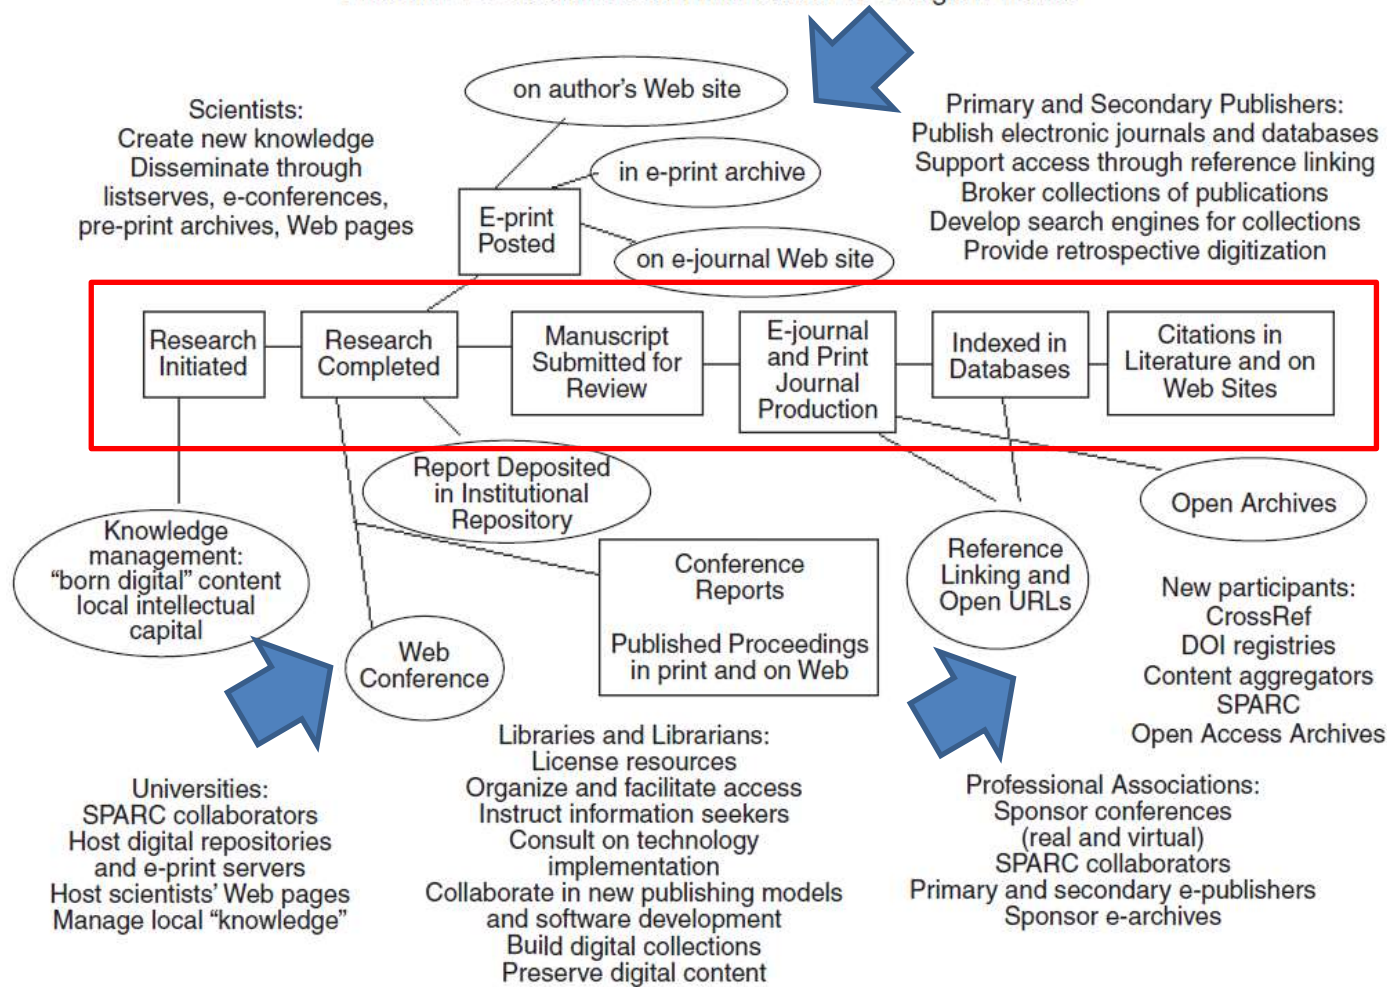 on author's Web site
Scientists:
Create new knowledge
Disseminate through
listserves, e-conferences,
pre-print archives, Web pages
Primary and Secondary Publishers:
Publish electronic journals and databases
Support access through reference linking
Broker collections of publications
Develop search engines for collections
Provide retrospective digitization
in e-print archive
E-print
Posted
on e-journal Web site
Research
Initiated
Research
Completed
Manuscript
Submitted for
Review
E-journal
and Print
Journal
Production
Indexed in
Databases
Citations in
Literature and on
Web Sites
Report Deposited
in Institutional
Repository
Open Archives
Knowledge
management:
“born digital” content
local intellectual
capital
Conference
Reports
Published Proceedings
in print and on Web
Reference
Linking and
Open URLs
Web
Conference
New participants:
CrossRef
DOI registries
Content aggregators
SPARC
Open Access Archives
Universities:
SPARC collaborators
Host digital repositories
and e-print servers
Host scientists' Web pages
Manage local “knowledge”
Libraries and Librarians:
License resources
Organize and facilitate access
Instruct information seekers
Consult on technology
implementation
Collaborate in new publishing models
and software development
Build digital collections
Preserve digital content
Professional Associations:
Sponsor conferences
(real and virtual)
SPARC collaborators
Primary and secondary e-publishers
Sponsor e-archives